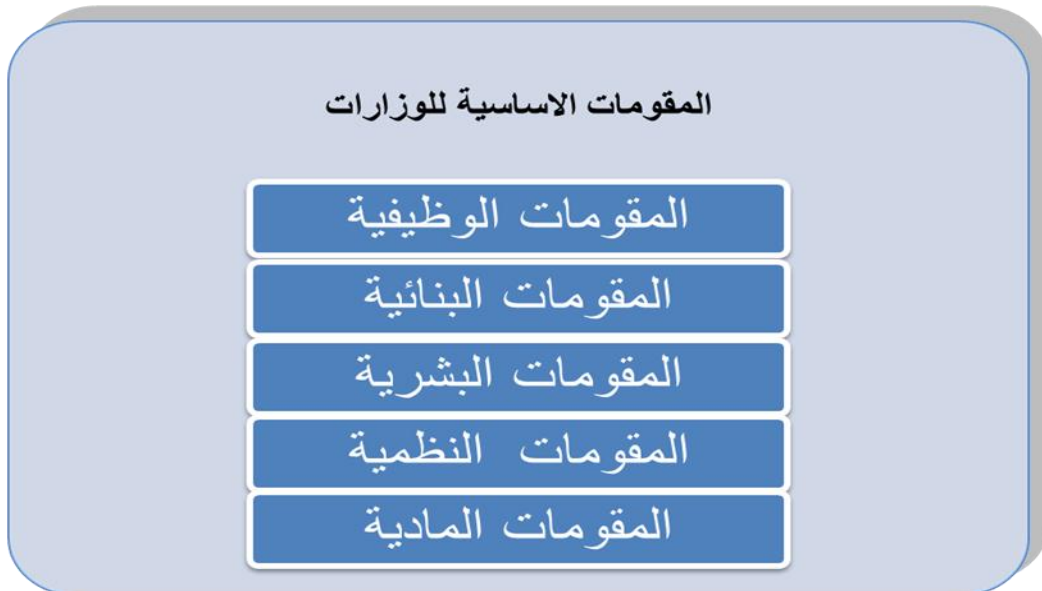 المقومات الاساسية للوزارات
المقومات الوظيفية
المقومات البنائية
المقومات البشرية
المقومات النظمية
المقومات المادية